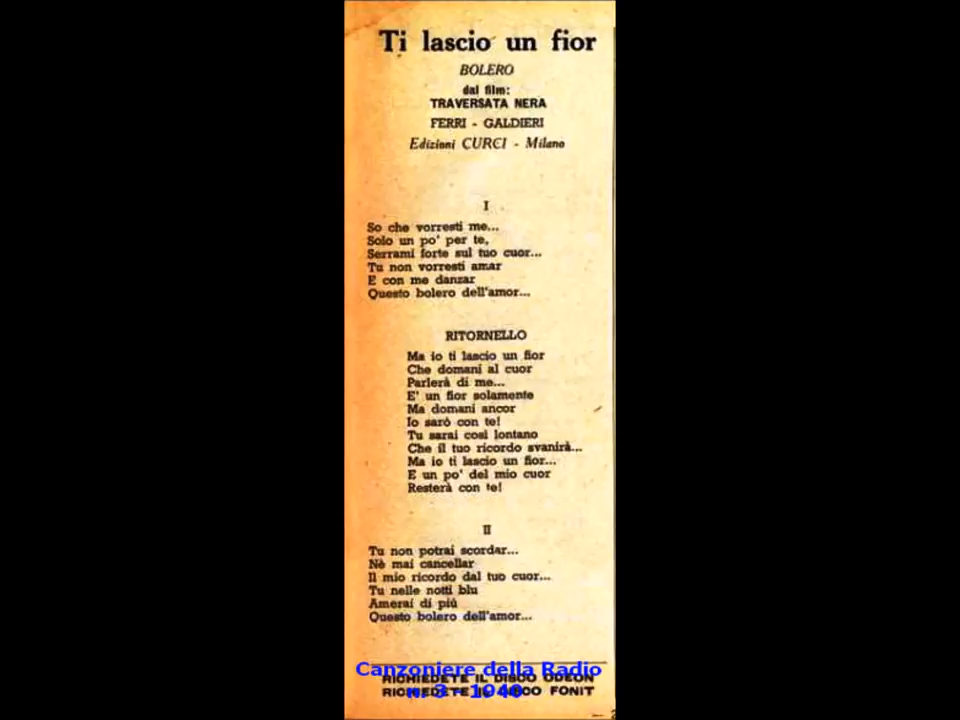 Ti lascio un fior
BOLERO
dal film:
TRAVERSATA NERA
FERRI - GALDIERI
Edizioni CURCI - Milano
I
So che vorresti me...
Solo un po' per te,
Serrami forte sul tuo cuor...
Tu non vorresti amar
E con me danzar
Questo bolero dell'amor...
RITORNELLO
Ma io ti lascio un fior
Che domani al cuor
Parlerà di me...
E' un fior solamente
Ma domani ancor
Io sarò con te!
Tu sarai così lontano
Che il tuo ricordo svanirà...
Ma io ti lascio un fior...
E un po' del mio cuor
Resterà con te!
II
Tu non potrai scordar...
Nè mai cancellar
Il mio ricordo dal tuo cuor...
Tu nelle notti blu
Amerai di più
Questo bolero dell'amor...
Canzoniere della Radio
RICHIEDETE IL DISCO ODEON
n. 3 - 1940
RICHIEDETE IL DISCO FONIT